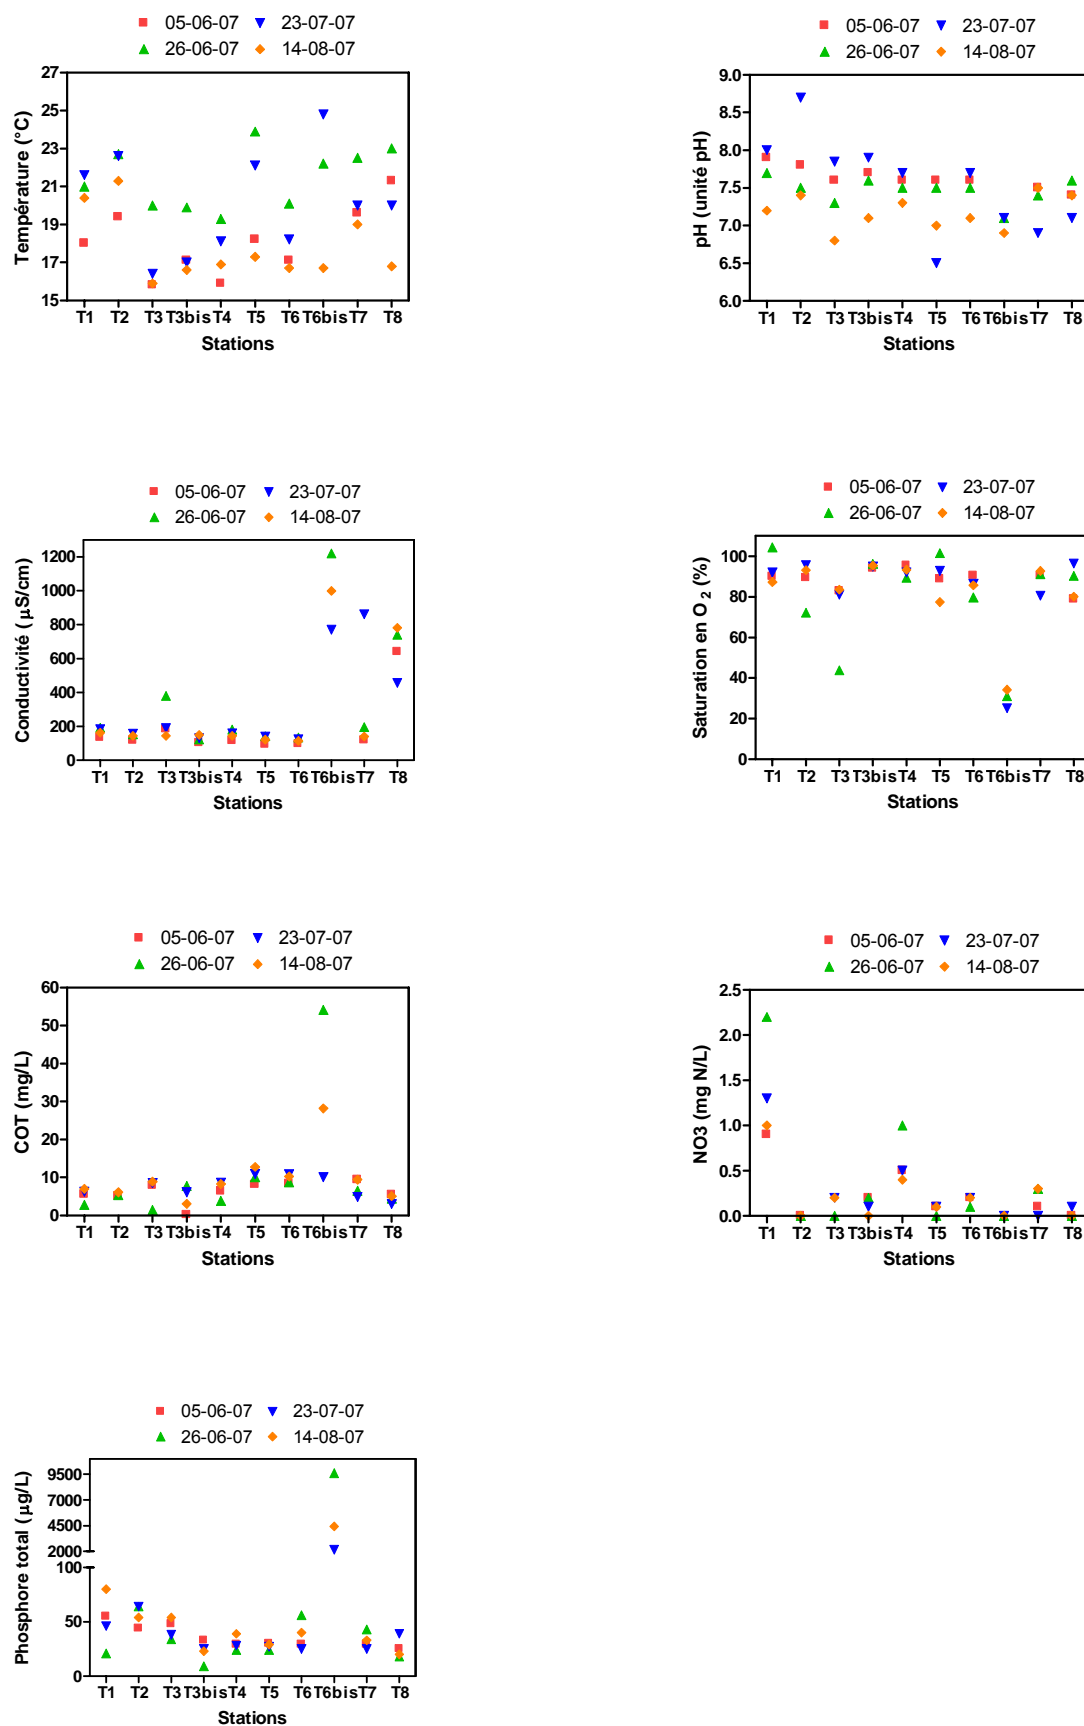 05-06-07 23-07-07
26-06-07 14-08-07
27
25
23
21
19
17
15
Température (°C)
T1 T2 T3 T3bis T4 T5 T6 T6bis T7 T8
Stations
05-06-07 23-07-07
26-06-07 14-08-07
9.0
8.5
8.0
7.5
7.0
6.5
6.0
pH (unité pH)
T1 T2 T3 T3bis T4 T5 T6 T6bis T7 T8
Stations
05-06-07 23-07-07
26-06-07 14-08-07
1200
1000
800
600
400
200
0
Conductivité (µS/cm)
T1 T2 T3 T3bis T4 T5 T6 T6bis T7 T8
Stations
05-06-07 23-07-07
26-06-07 14-08-07
100
80
60
40
20
0
Saturation en O2 (%)
T1 T2 T3 T3bis T4 T5 T6 T6bis T7 T8
Stations
05-06-07 23-07-07
26-06-07 14-08-07
60
50
40
30
20
10
0
COT (mg/L)
T1 T2 T3 T3bis T4 T5 T6 T6bis T7 T8
Stations
05-06-07 23-07-07
26-06-07 14-08-07
2.5
2.0
1.5
1.0
0.5
0.0
NO3 (mg N/L)
T1 T2 T3 T3bis T4 T5 T6 T6bis T7 T8
Stations
05-06-07 23-07-07
26-06-07 14-08-07
9500
7000
4500
2000
100
50
0
Phosphore total (µg/L)
T1 T2 T3 T3bis T4 T5 T6 T6bis T7 T8
Stations